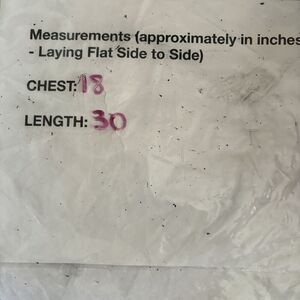 Measurements (approximately in inches
- Laying Flat Side to Side)
CHEST: 18
LENGTH: 30